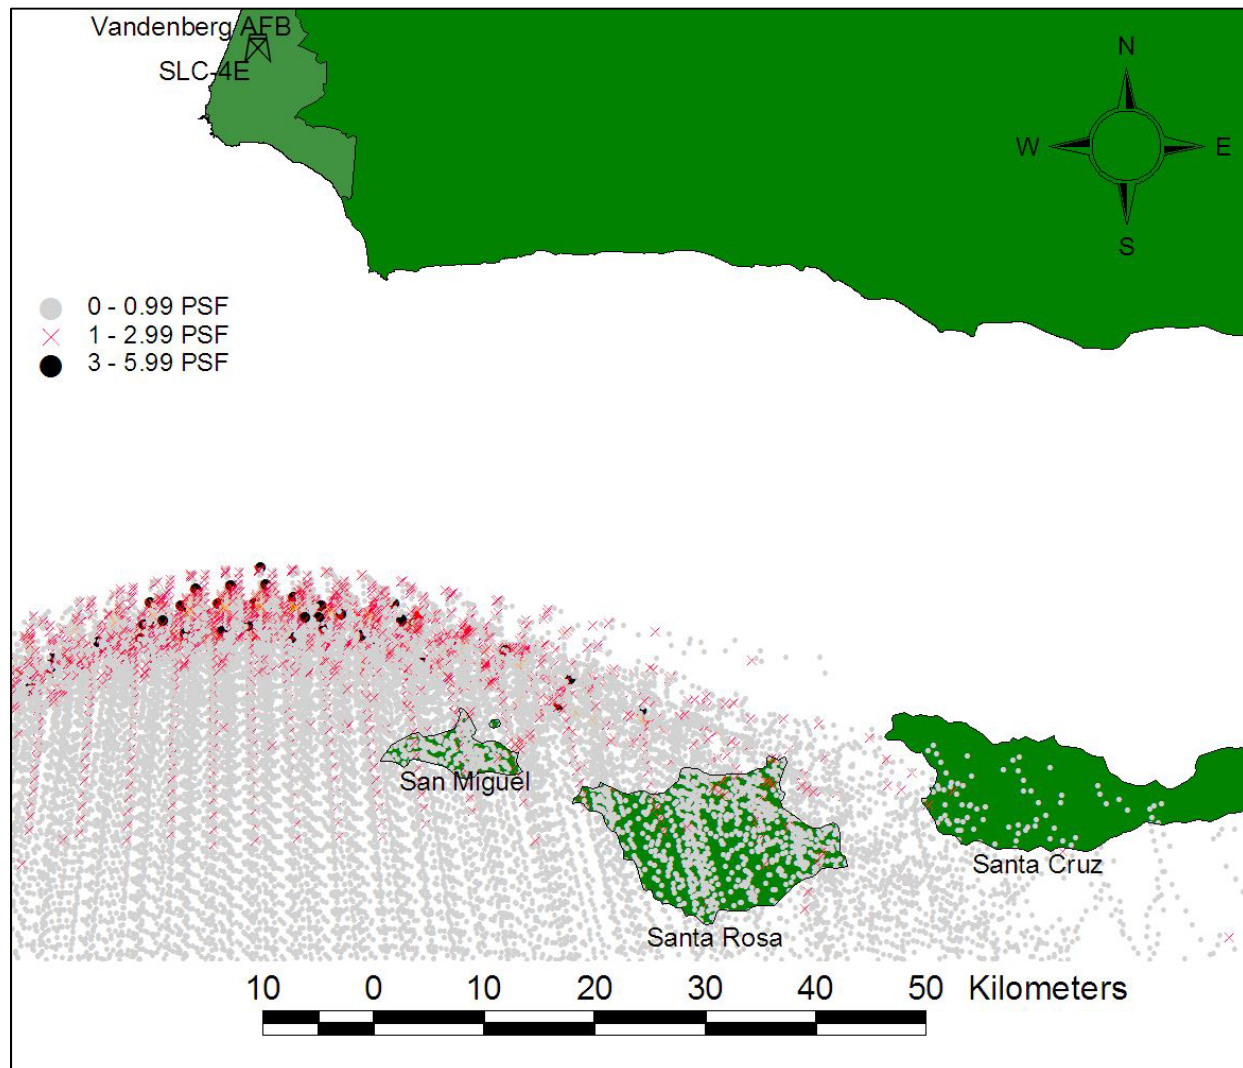 Vandenberg AFB
SLC-4E
N
W
E
S
0 - 0.99 PSF
1 - 2.99 PSF
3 - 5.99 PSF
San Miguel
Santa Cruz
Santa Rosa
10 0 10 20 30 40 50 Kilometers